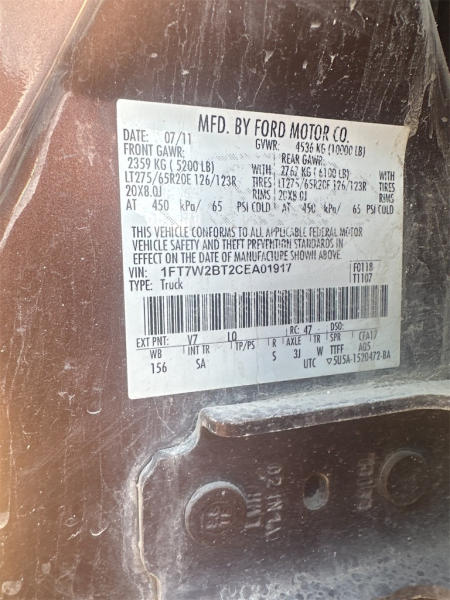 MFD. BY FORD MOTOR CO.
DATE: 07/11 GVWR: 4536 KG (10000 LB)
FRONT GAWR: REAR GAWR:
2359 KG (5200 LB) WITH 2767 KG (6100 LB) WITH
LT275/65R20E 126/123R TIRES LT275/65R20E 126/123R TIRES
20X8.0J RIMS 20X8.0J RIMS
AT 450 kPa/ 65 PSI COLD AT 450 kPa/ 65 PSI COLD
THIS VEHICLE CONFORMS TO ALL APPLICABLE FEDERAL MOTOR
VEHICLE SAFETY AND THEFT PREVENTION STANDARDS IN
EFFECT ON THE DATE OF MANUFACTURE SHOWN ABOVE.
VIN: 1FT7W2BT2CEA01917 F0118
TYPE: Truck T1107
EXT PNT: V7 LQ RC: 47 DSO:
WB INT TR TP/PS R AXLE TR SPR CFA17
156 SA S 3J W TTFF AQ5
UTC ▽5U5A-1520472-BA